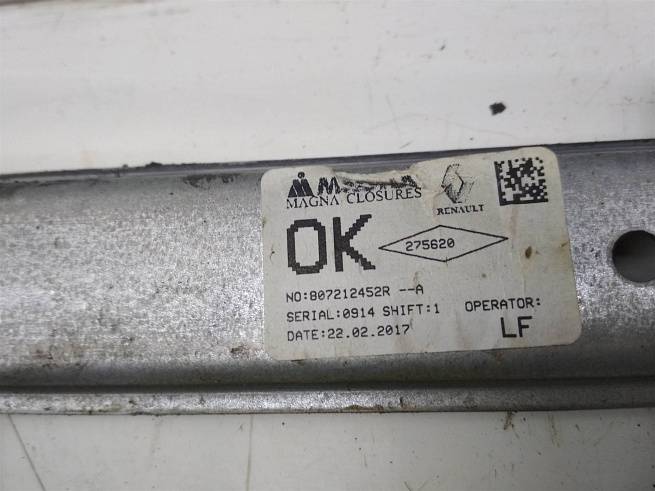 MAGNA CLOSURES
RENAULT
OK
275620
NO:807212452R --A
SERIAL:0914 SHIFT:1 OPERATOR:
DATE:22.02.2017 LF